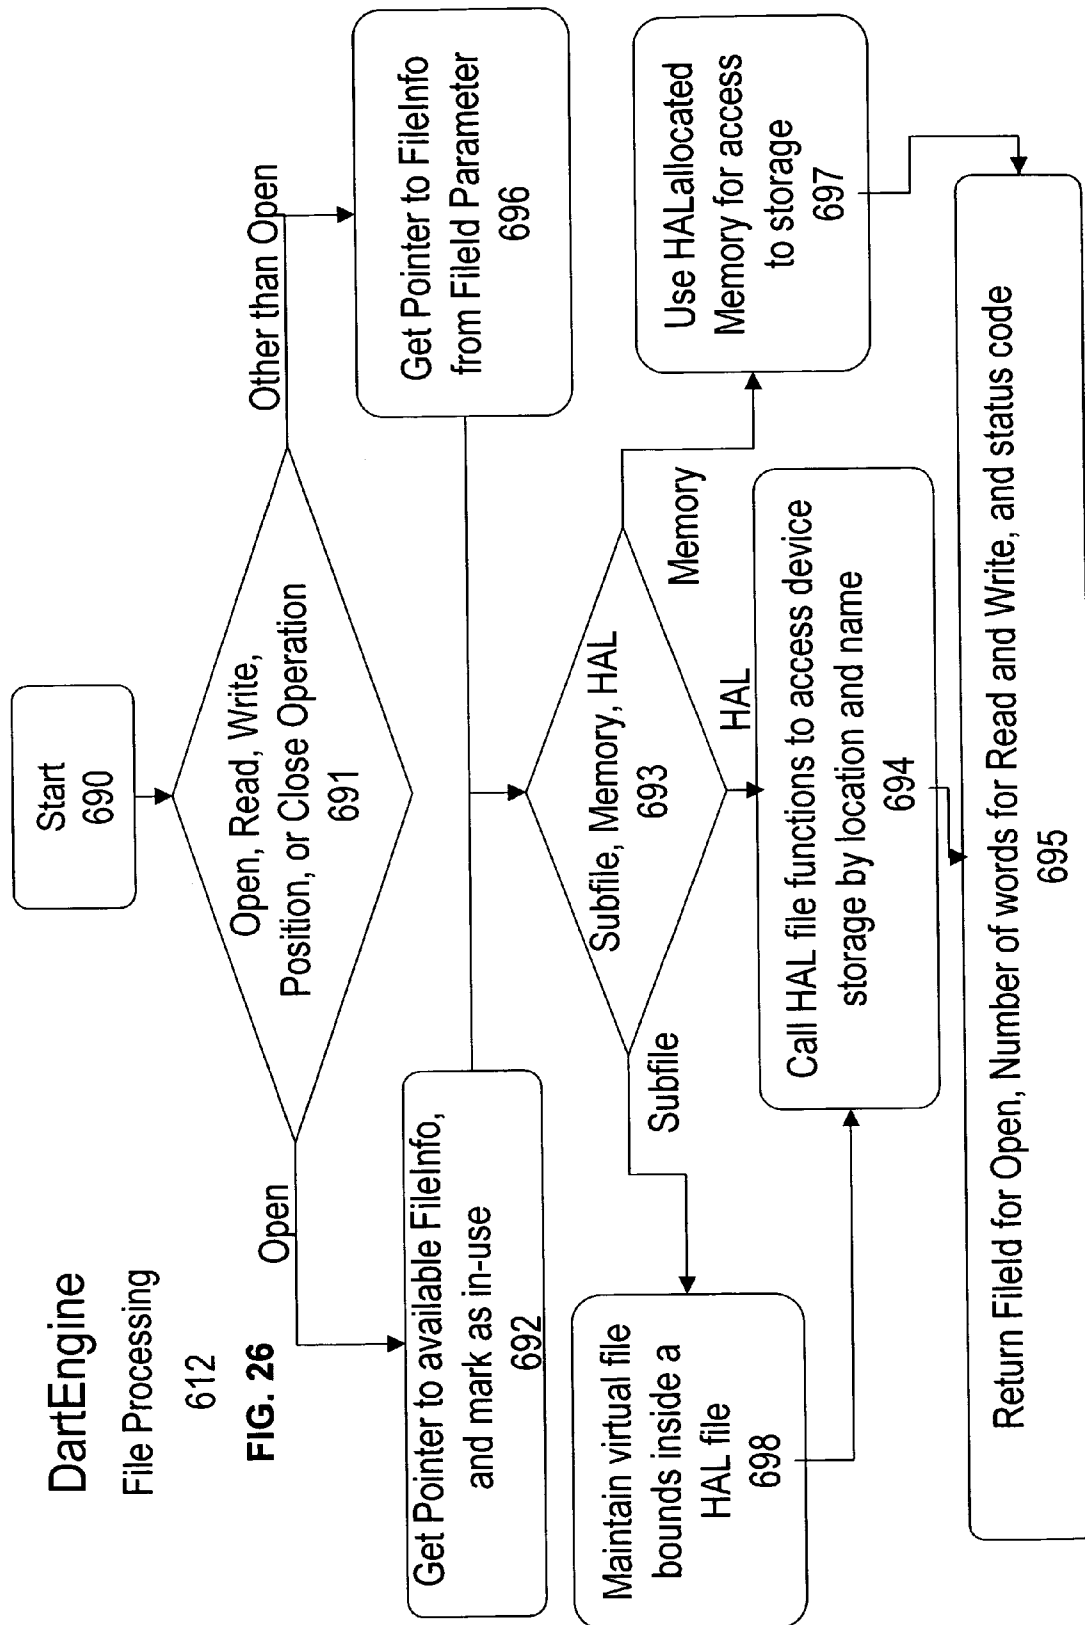 DartEngine
File Processing
612
FIG. 26
Start
690
Open, Read, Write,
Position, or Close Operation
691
Open
Other than Open
Get Pointer to available FileInfo,
and mark as in-use
692
Get Pointer to FileInfo
from FileId Parameter
696
Subfile, Memory, HAL
693
Subfile
HAL
Memory
Maintain virtual file
bounds inside a
HAL file
698
Call HAL file functions to access device
storage by location and name
694
Use HALallocated
Memory for access
to storage
697
Return FileId for Open, Number of words for Read and Write, and status code
695